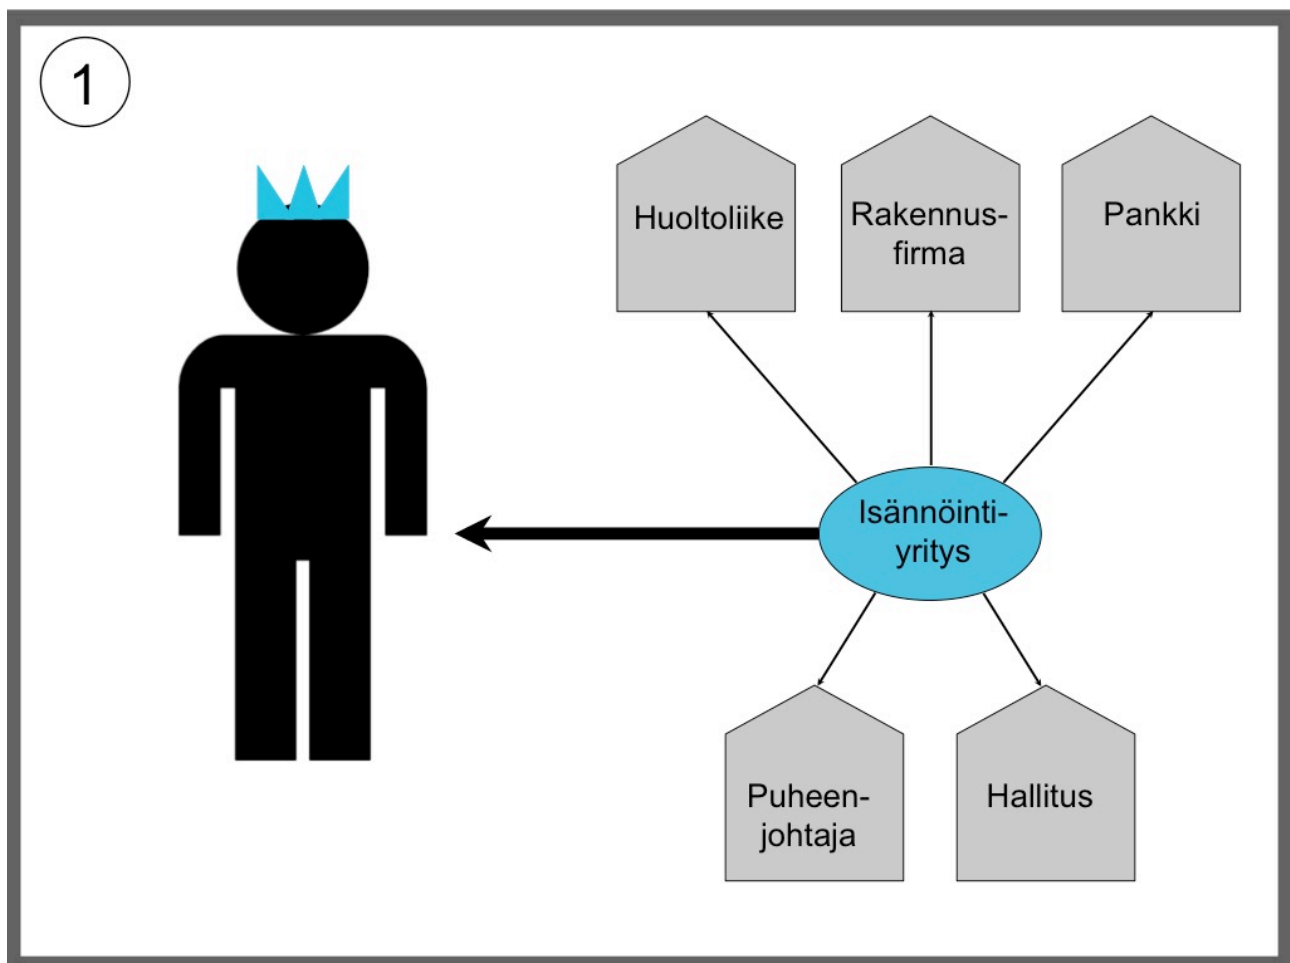 1
Huoltoliike
Rakennus-
firma
Pankki
Isännöinti-
yritys
Puheen-
johtaja
Hallitus